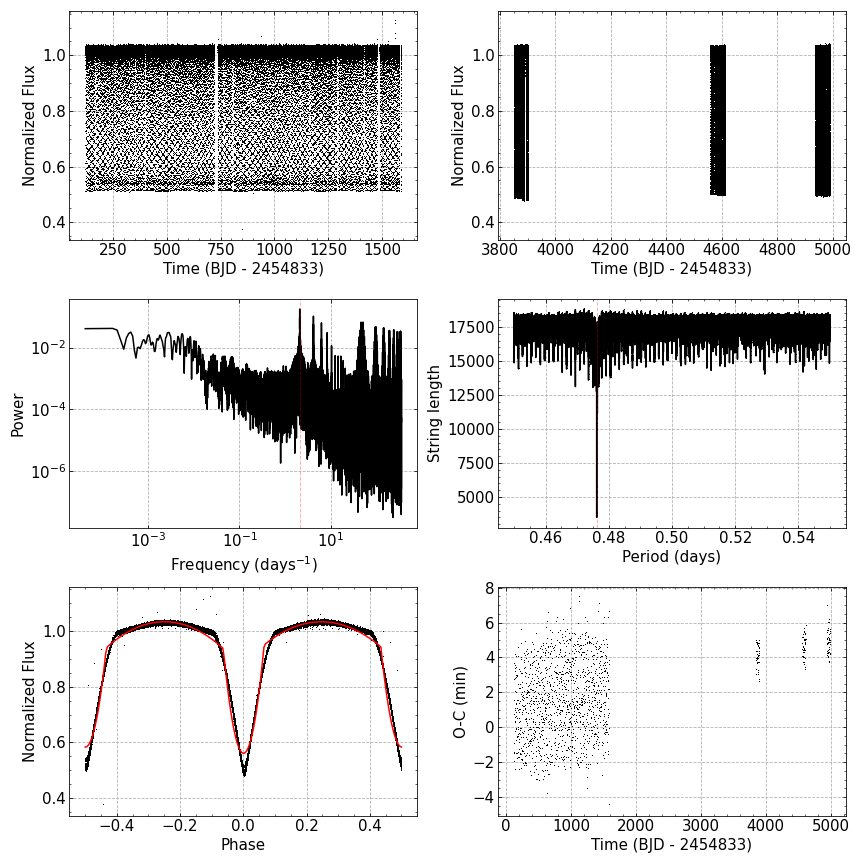 1.0
0.8
0.6
0.4
Normalized Flux
250 500 750 1000 1250 1500
Time (BJD - 2454833)
1.0
0.8
0.6
0.4
Normalized Flux
3800 4000 4200 4400 4600 4800 5000
Time (BJD - 2454833)
10⁻²
10⁻⁴
10⁻⁶
Power
10⁻³ 10⁻¹ 10¹
Frequency (days⁻¹)
17500
15000
12500
10000
7500
5000
String length
0.46 0.48 0.50 0.52 0.54
Period (days)
1.0
0.8
0.6
0.4
Normalized Flux
−0.4 −0.2 0.0 0.2 0.4
Phase
8
6
4
2
0
−2
−4
O-C (min)
0 1000 2000 3000 4000 5000
Time (BJD - 2454833)